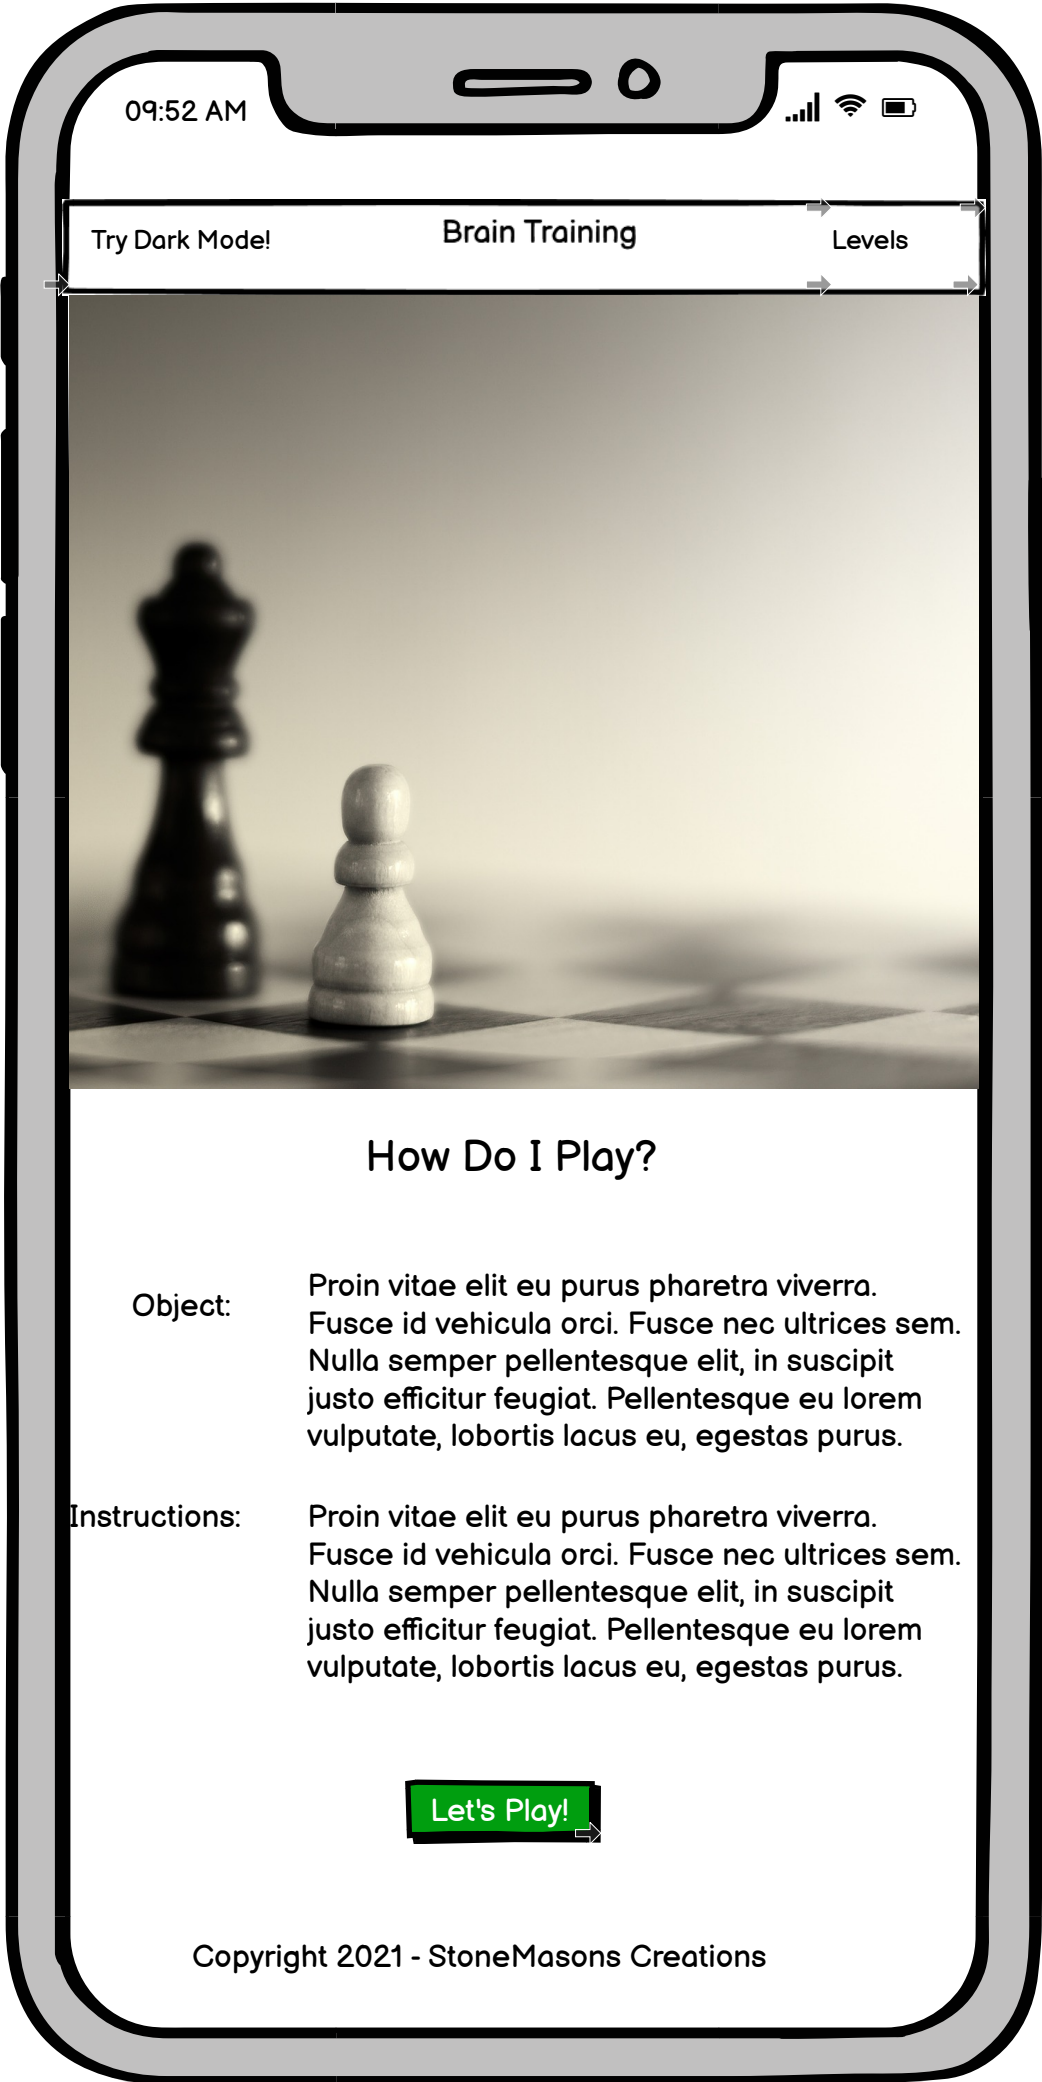 09:52 AM
Try Dark Mode!
Brain Training
Levels
How Do I Play?
Object:
Proin vitae elit eu purus pharetra viverra.
Fusce id vehicula orci. Fusce nec ultrices sem.
Nulla semper pellentesque elit, in suscipit
justo efficitur feugiat. Pellentesque eu lorem
vulputate, lobortis lacus eu, egestas purus.
Instructions:
Proin vitae elit eu purus pharetra viverra.
Fusce id vehicula orci. Fusce nec ultrices sem.
Nulla semper pellentesque elit, in suscipit
justo efficitur feugiat. Pellentesque eu lorem
vulputate, lobortis lacus eu, egestas purus.
Let's Play!
Copyright 2021 - StoneMasons Creations